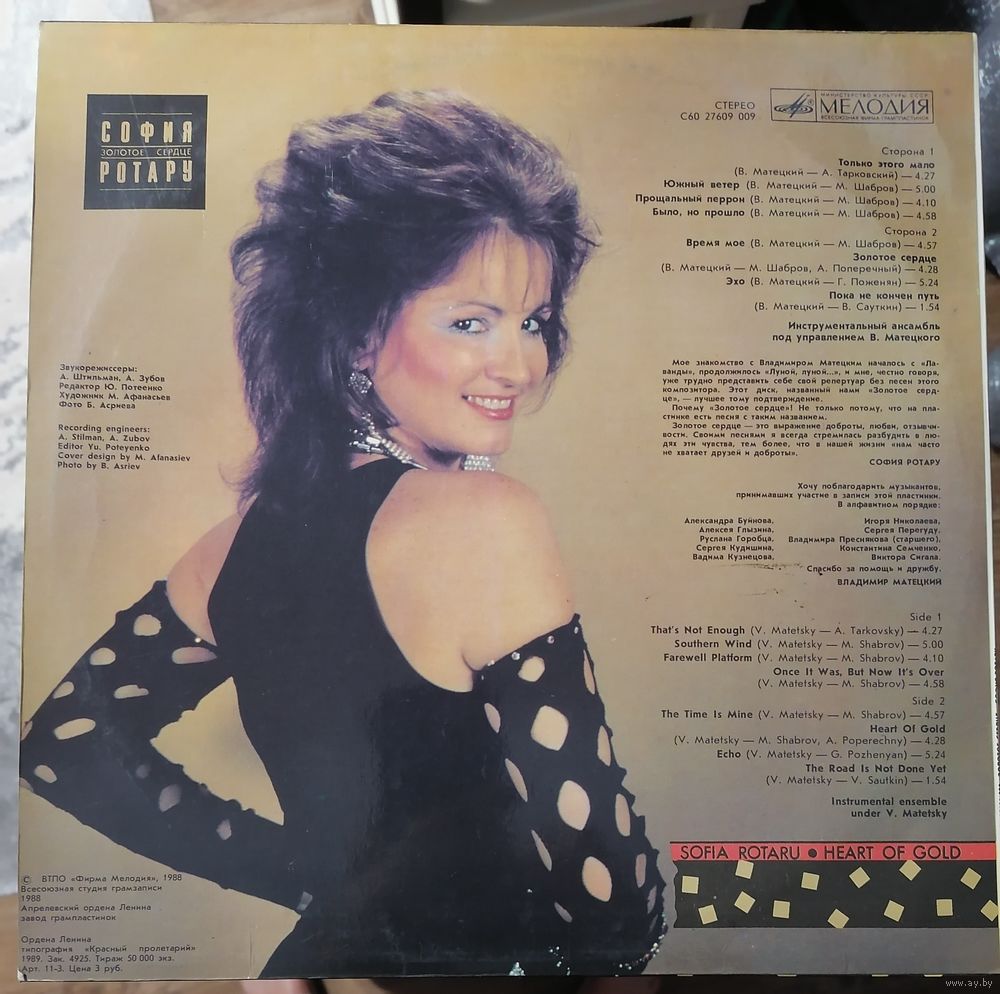 СОФИЯ
ЗОЛОТОЕ СЕРДЦЕ
РОТАРУ
СТЕРЕО
С60 27609 009
МИНИСТЕРСТВО КУЛЬТУРЫ СССР
МЕЛОДИЯ
ВСЕСОЮЗНАЯ ФИРМА ГРАМПЛАСТИНОК
Сторона 1
Только этого мало
(В. Матецкий — А. Тарковский) — 4.27
Южный ветер (В. Матецкий — М. Шабров) — 5.00
Прощальный перрон (В. Матецкий — М. Шабров) — 4.10
Было, но прошло (В. Матецкий — М. Шабров) — 4.58
Сторона 2
Время мое (В. Матецкий — М. Шабров) — 4.57
Золотое сердце
(В. Матецкий — М. Шабров, А. Поперечный) — 4.28
Эхо (В. Матецкий — Г. Поженян) — 5.24
Пока не кончен путь
(В. Матецкий — В. Сауткин) — 1.54
Инструментальный ансамбль
под управлением В. Матецкого
Звукорежиссеры:
А. Штильман, А. Зубов
Редактор Ю. Потеенко
Художник М. Афанасьев
Фото Б. Асриева
Recording engineers:
A. Stilman, A. Zubov
Editor Yu. Poteyenko
Cover design by M. Afanasiev
Photo by B. Asriev
Мое знакомство с Владимиром Матецким началось с «Ла-
ванды», продолжилось «Луной, луной...», и мне, честно говоря,
уже трудно представить себе свой репертуар без песен этого
композитора. Этот диск, названный нами «Золотое серд-
це», — лучшее тому подтверждение.
Почему «Золотое сердце»? Не только потому, что на пла-
стинке есть песня с таким названием.
Золотое сердце — это выражение доброты, любви, отзывчи-
вости. Своими песнями я всегда стремилась разбудить в лю-
дях эти чувства, тем более, что в нашей жизни «нам часто
не хватает друзей и доброты».
СОФИЯ РОТАРУ
Хочу поблагодарить музыкантов,
принимавших участие в записи этой пластинки.
В алфавитном порядке:
Александра Буйнова,
Алексея Глызина,
Руслана Горобца,
Сергея Кудишина,
Вадима Кузнецова,
Игоря Николаева,
Сергея Перегуду,
Владимира Преснякова (старшего),
Константина Семченко,
Виктора Сигала.
Спасибо за помощь и дружбу.
ВЛАДИМИР МАТЕЦКИЙ
Side 1
That's Not Enough (V. Matetsky — A. Tarkovsky) — 4.27
Southern Wind (V. Matetsky — M. Shabrov) — 5.00
Farewell Platform (V. Matetsky — M. Shabrov) — 4.10
Once It Was, But Now It's Over
(V. Matetsky — M. Shabrov) — 4.58
Side 2
The Time Is Mine (V. Matetsky — M. Shabrov) — 4.57
Heart Of Gold
(V. Matetsky — M. Shabrov, A. Poperechny) — 4.28
Echo (V. Matetsky — G. Pozhenyan) — 5.24
The Road Is Not Done Yet
(V. Matetsky — V. Sautkin) — 1.54
Instrumental ensemble
under V. Matetsky
SOFIA ROTARU ● HEART OF GOLD
© ВТПО «Фирма Мелодия», 1988
Всесоюзная студия грамзаписи
1988
Апрелевский ордена Ленина
завод грампластинок
Ордена Ленина
типография «Красный пролетарий»
1989. Зак. 4925. Тираж 50 000 экз.
Арт. 11-3. Цена 3 руб.
www.ay.by